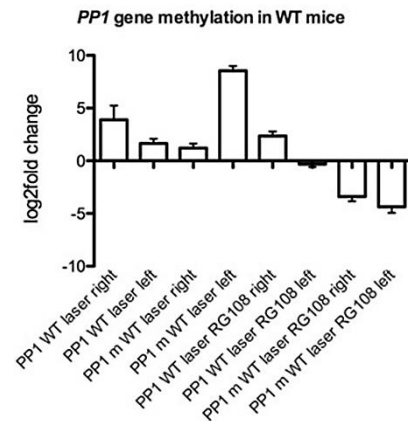 PP1 gene methylation in WT mice
log2fold change
10
5
0
-5
-10
PP1 WT laser right
PP1 WT laser left
PP1 m WT laser right
PP1 m WT laser left
PP1 WT laser RG108 right
PP1 WT laser RG108 left
PP1 m WT laser RG108 right
PP1 m WT laser RG108 left